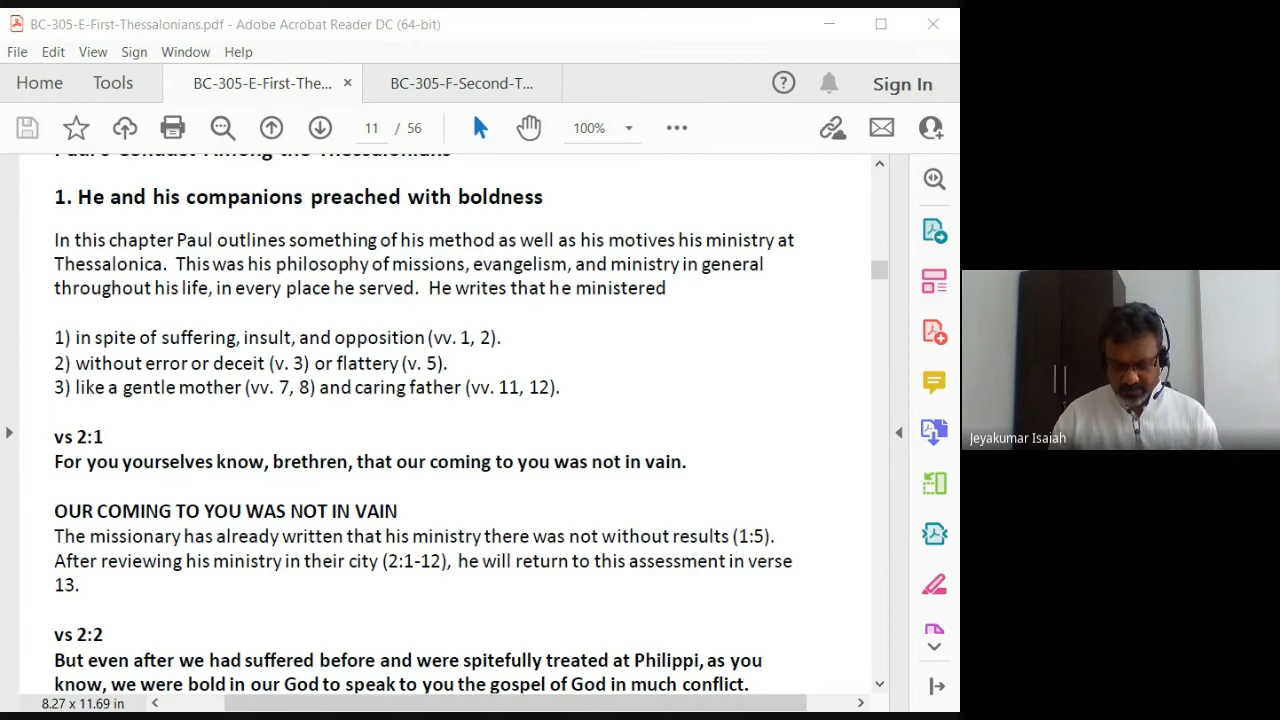 BC-305-E-First-Thessalonians.pdf - Adobe Acrobat Reader DC (64-bit)
File Edit View Sign Window Help
Home Tools BC-305-E-First-The... × BC-305-F-Second-T... Sign In
11 / 56 100%
Paul's Conduct Among the Thessalonians
1. He and his companions preached with boldness
In this chapter Paul outlines something of his method as well as his motives his ministry at
Thessalonica. This was his philosophy of missions, evangelism, and ministry in general
throughout his life, in every place he served. He writes that he ministered
1) in spite of suffering, insult, and opposition (vv. 1, 2).
2) without error or deceit (v. 3) or flattery (v. 5).
3) like a gentle mother (vv. 7, 8) and caring father (vv. 11, 12).
vs 2:1
For you yourselves know, brethren, that our coming to you was not in vain.
OUR COMING TO YOU WAS NOT IN VAIN
The missionary has already written that his ministry there was not without results (1:5).
After reviewing his ministry in their city (2:1-12), he will return to this assessment in verse
13.
vs 2:2
But even after we had suffered before and were spitefully treated at Philippi, as you
know, we were bold in our God to speak to you the gospel of God in much conflict.
8.27 x 11.69 in
Jeyakumar Isaiah